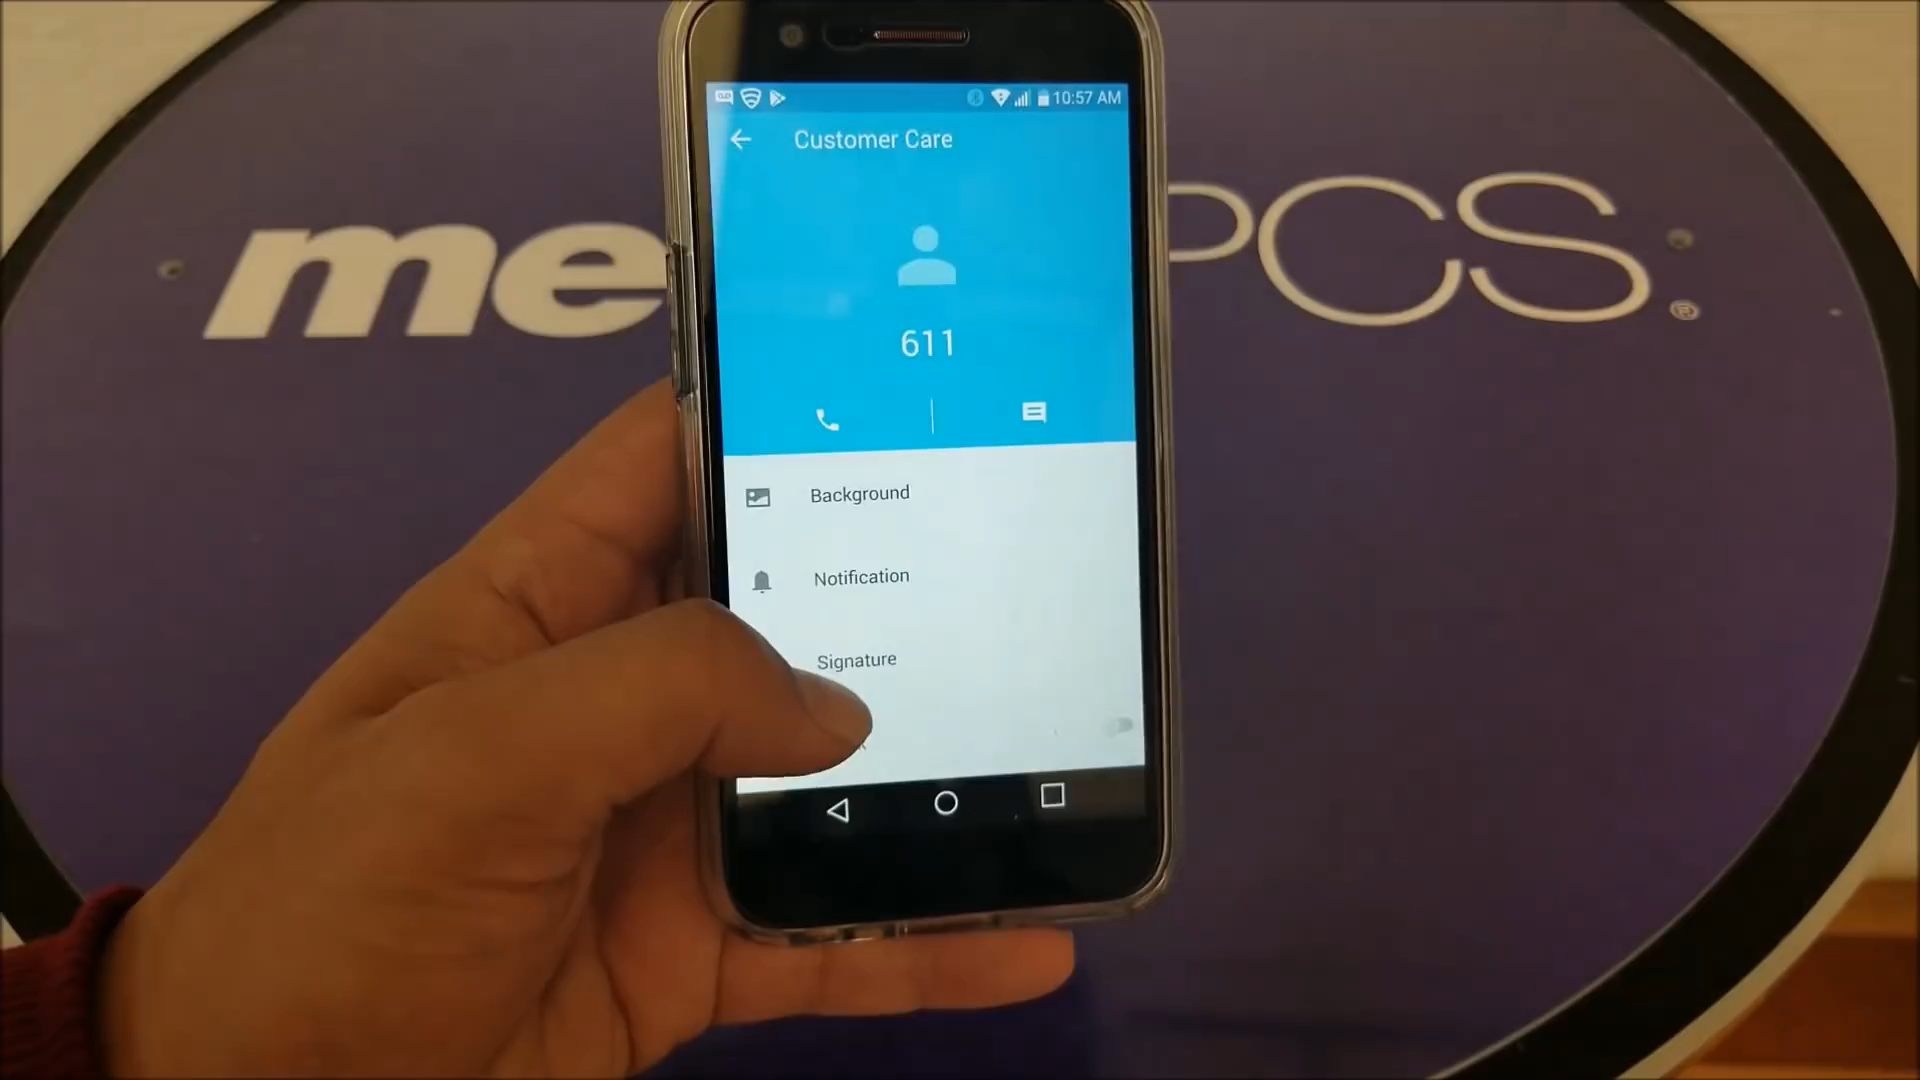 10:57 AM
Customer Care
me PCS.®
611
Background
Notification
Signature